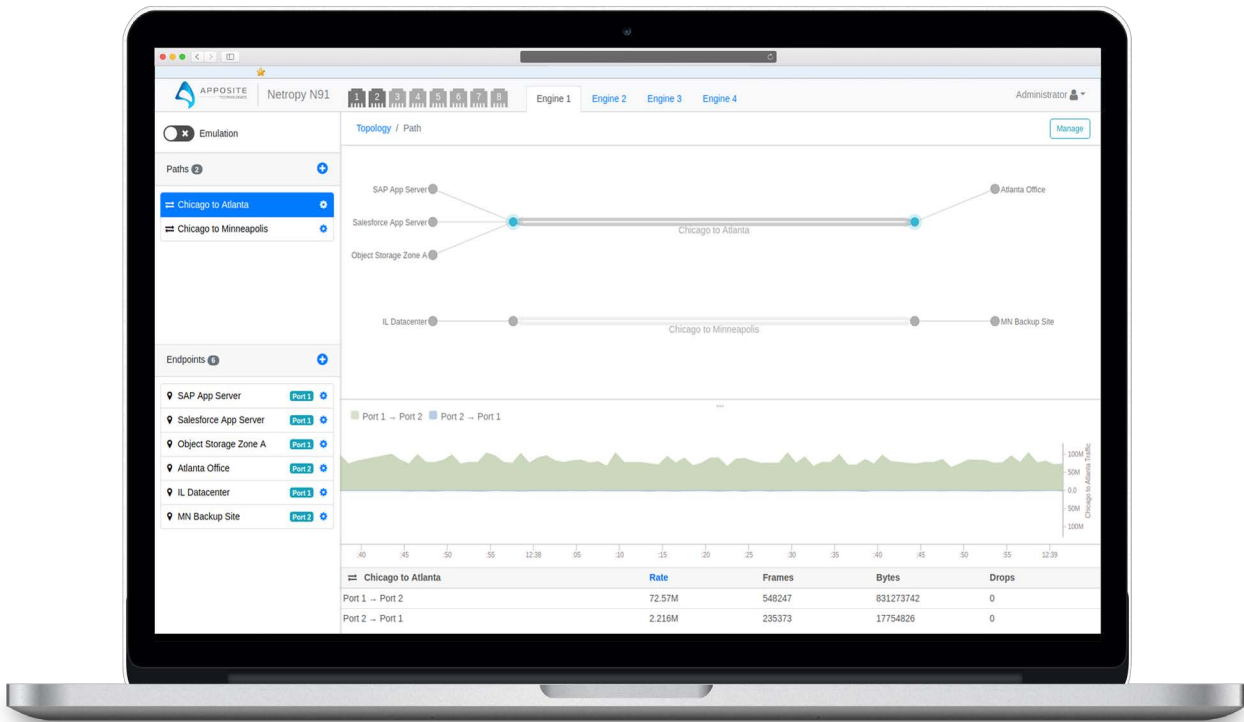 APPOSITE
TECHNOLOGIES
Netropy N91
1 2 3 4 5 6 7 8
Engine 1 Engine 2 Engine 3 Engine 4
Administrator
Emulation
Topology / Path
Manage
Paths 2
Chicago to Atlanta
Chicago to Minneapolis
SAP App Server
Atlanta Office
Salesforce App Server
Chicago to Atlanta
Object Storage Zone A
IL Datacenter
MN Backup Site
Chicago to Minneapolis
Endpoints 6
SAP App Server Port 1
Salesforce App Server Port 1
Object Storage Zone A Port 1
Atlanta Office Port 2
IL Datacenter Port 1
MN Backup Site Port 2
Port 1 → Port 2 Port 2 → Port 1
100M
50M
0.0
50M
100M
Chicago to Atlanta Traffic
:40 :45 :50 :55 12:38 :05 :10 :15 :20 :25 :30 :35 :40 :45 :50 :55 12:39
Chicago to Atlanta Rate Frames Bytes Drops
Port 1 → Port 2 72.57M 548247 831273742 0
Port 2 → Port 1 2.216M 235373 17754826 0